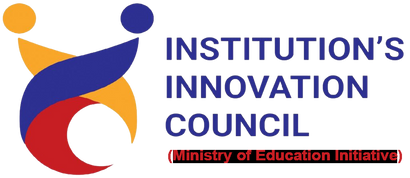 INSTITUTION’S
INNOVATION
COUNCIL
(Ministry of Education Initiative)